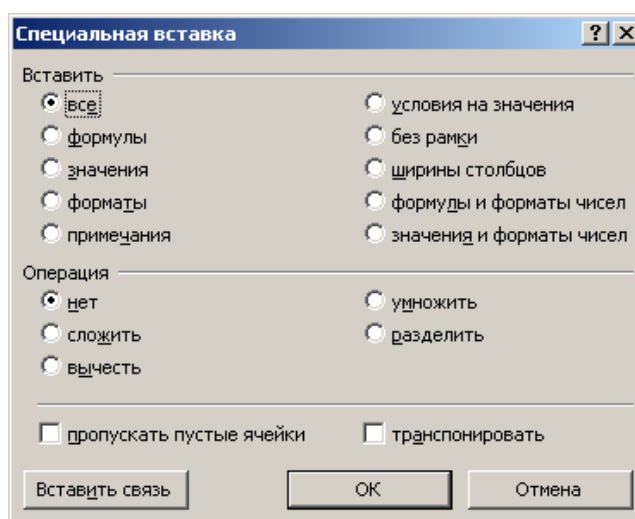 Специальная вставка
Вставить
все
условия на значения
формулы
без рамки
значения
ширины столбцов
форматы
формулы и форматы чисел
примечания
значения и форматы чисел
Операция
нет
умножить
сложить
разделить
вычесть
пропускать пустые ячейки
транспонировать
Вставить связь
ОК
Отмена